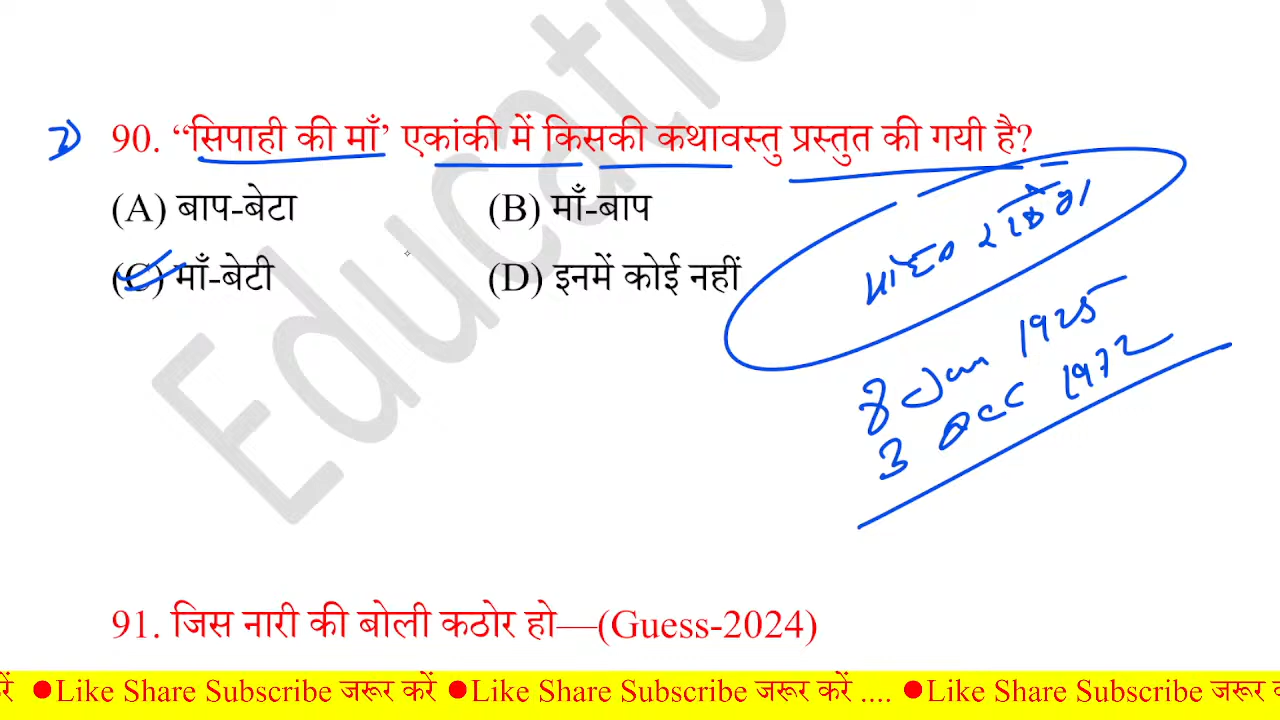 90. “सिपाही की माँ’ एकांकी में किसकी कथावस्तु प्रस्तुत की गयी है?
(A) बाप-बेटा (B) माँ-बाप
(C) माँ-बेटी (D) इनमें कोई नहीं
8 Jan 1925
3 Dec 1972
Educatio
91. जिस नारी की बोली कठोर हो—(Guess-2024)
रें ●Like Share Subscribe जरूर करें ●Like Share Subscribe जरूर करें .... ●Like Share Subscribe जरूर क